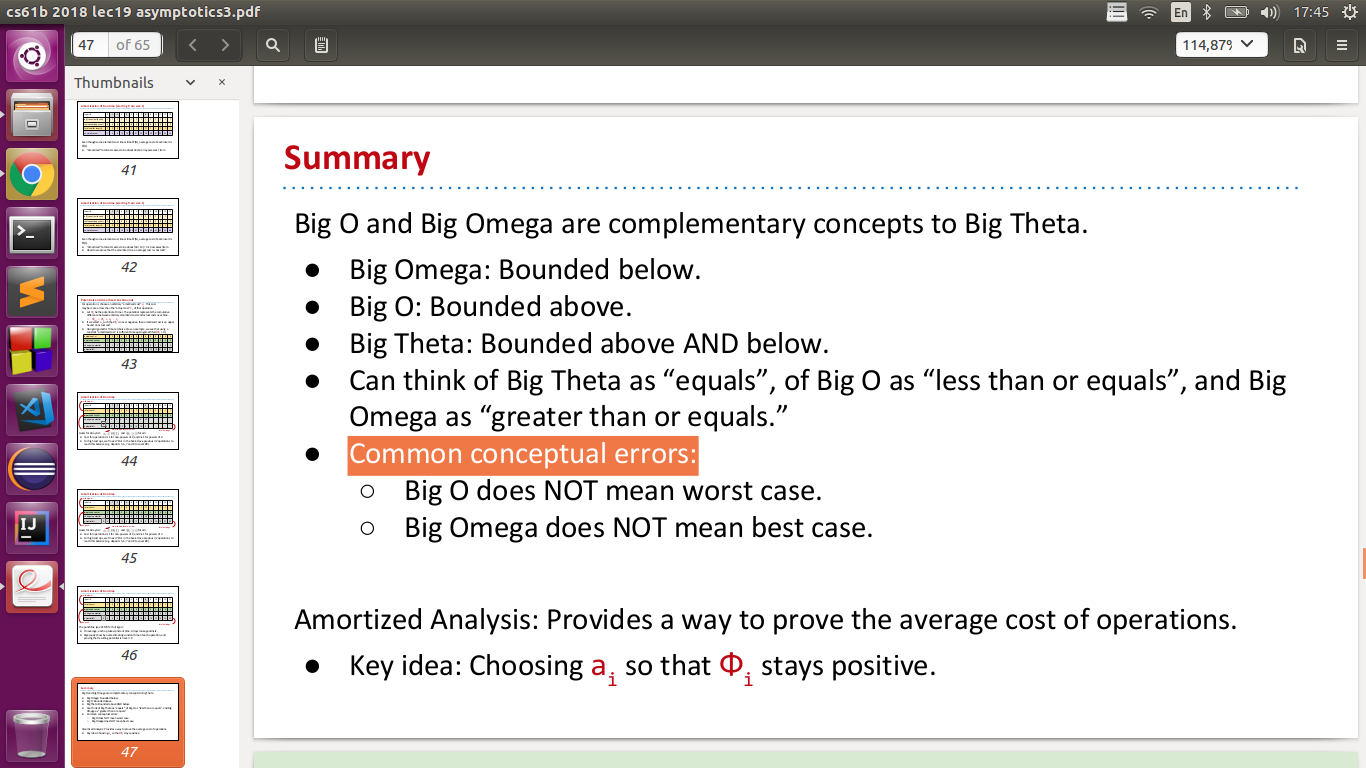 cs61b 2018 lec19 asymptotics3.pdf
En
17:45
47 of 65
114,87%
Thumbnails
41
42
43
44
45
46
47
Summary
Big O and Big Omega are complementary concepts to Big Theta.
● Big Omega: Bounded below.
● Big O: Bounded above.
● Big Theta: Bounded above AND below.
● Can think of Big Theta as “equals”, of Big O as “less than or equals”, and Big
Omega as “greater than or equals.”
● Common conceptual errors:
○ Big O does NOT mean worst case.
○ Big Omega does NOT mean best case.
Amortized Analysis: Provides a way to prove the average cost of operations.
● Key idea: Choosing aᵢ so that Φᵢ stays positive.